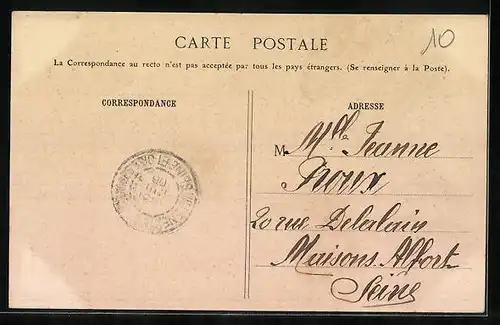 CARTE POSTALE
10
La Correspondance au recto n'est pas acceptée par tous les pays étrangers. (Se renseigner à la Poste).
CORRESPONDANCE
ADRESSE
M Mlle Jeanne
Proux
20 rue Delalain
Maisons Alfort
Seine